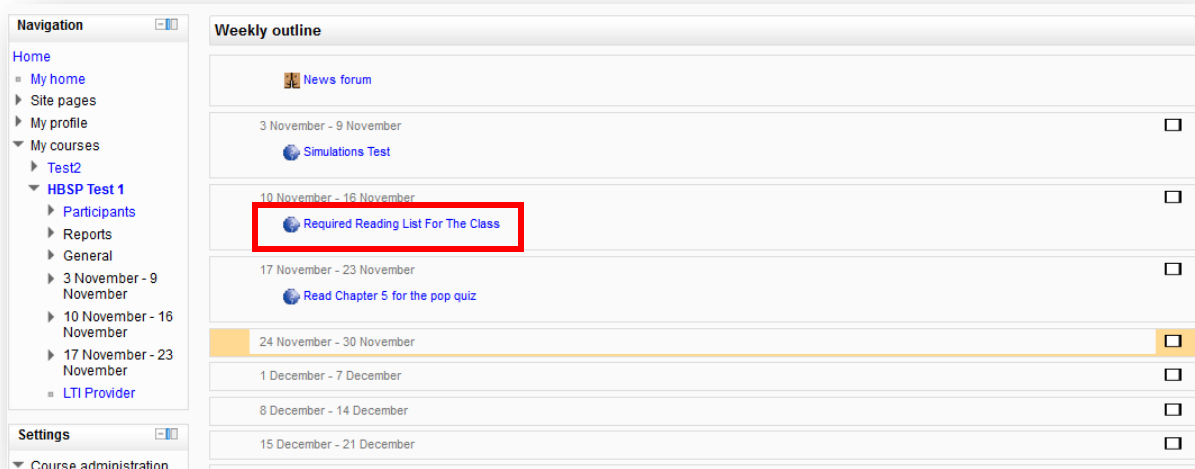 Navigation
Home
My home
Site pages
My profile
My courses
Test2
HBSP Test 1
Participants
Reports
General
3 November - 9
November
10 November - 16
November
17 November - 23
November
LTI Provider
Settings
Course administration
Weekly outline
News forum
3 November - 9 November
Simulations Test
10 November - 16 November
Required Reading List For The Class
17 November - 23 November
Read Chapter 5 for the pop quiz
24 November - 30 November
1 December - 7 December
8 December - 14 December
15 December - 21 December